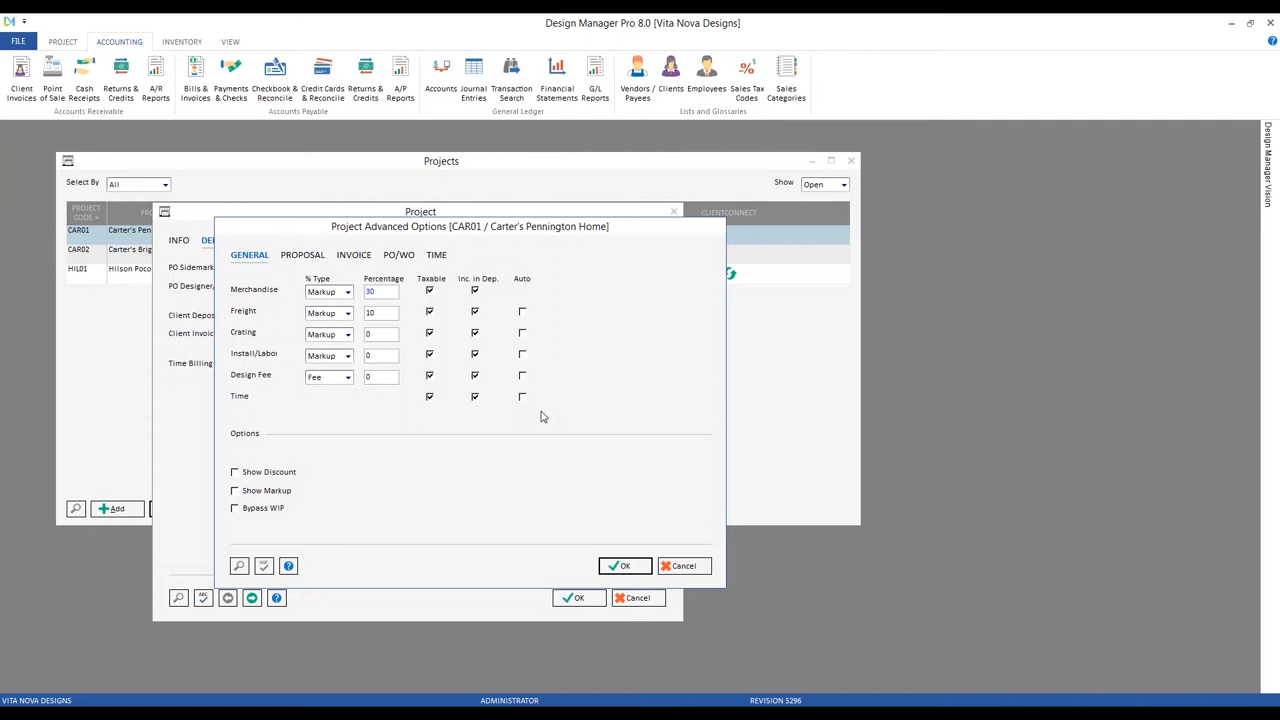 Design Manager Pro 8.0 [Vita Nova Designs]
FILE PROJECT ACCOUNTING INVENTORY VIEW
Client Invoices Point of Sale Cash Receipts Returns & Credits A/R Reports Bills & Invoices Payments & Checks Checkbook & Reconcile Credit Cards & Reconcile Returns & Credits A/P Reports Accounts Journal Entries Transaction Search Financial Statements G/L Reports Vendors / Payees Clients Employees Sales Tax Codes Sales Categories
Accounts Receivable Accounts Payable General Ledger Lists and Glossaries
Design Manager Vision
Projects
Select By All Show Open
PROJECT CODE CLIENTCONNECT
CAR01 Carter's Pen
CAR02 Carter's Brig
HIL01 Hilson Poco
Add
Project
INFO DE
PO Sidemark
PO Designer/
Client Depos
Client Invoic
Time Billing
OK Cancel
Project Advanced Options [CAR01 / Carter's Pennington Home]
GENERAL PROPOSAL INVOICE PO/WO TIME
% Type Percentage Taxable Inc. in Dep. Auto
Merchandise Markup 30
Freight Markup 10
Crating Markup 0
Install/Labor Markup 0
Design Fee Fee 0
Time
Options
Show Discount
Show Markup
Bypass WIP
ABC OK Cancel
VITA NOVA DESIGNS ADMINISTRATOR REVISION 5296